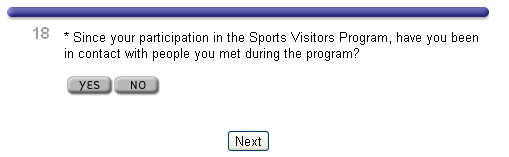 18 * Since your participation in the Sports Visitors Program, have you been
in contact with people you met during the program?
YES NO
Next